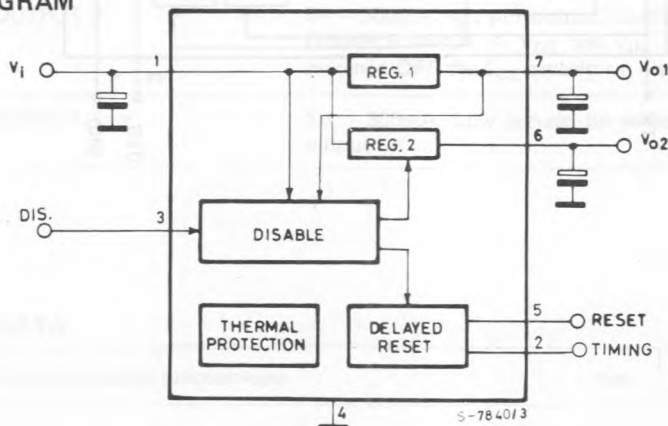 GRAM
Vi
1
REG. 1
7
Vo1
REG. 2
6
Vo2
DIS.
3
DISABLE
THERMAL
PROTECTION
DELAYED
RESET
5
RESET
2
TIMING
4
S-7840/3